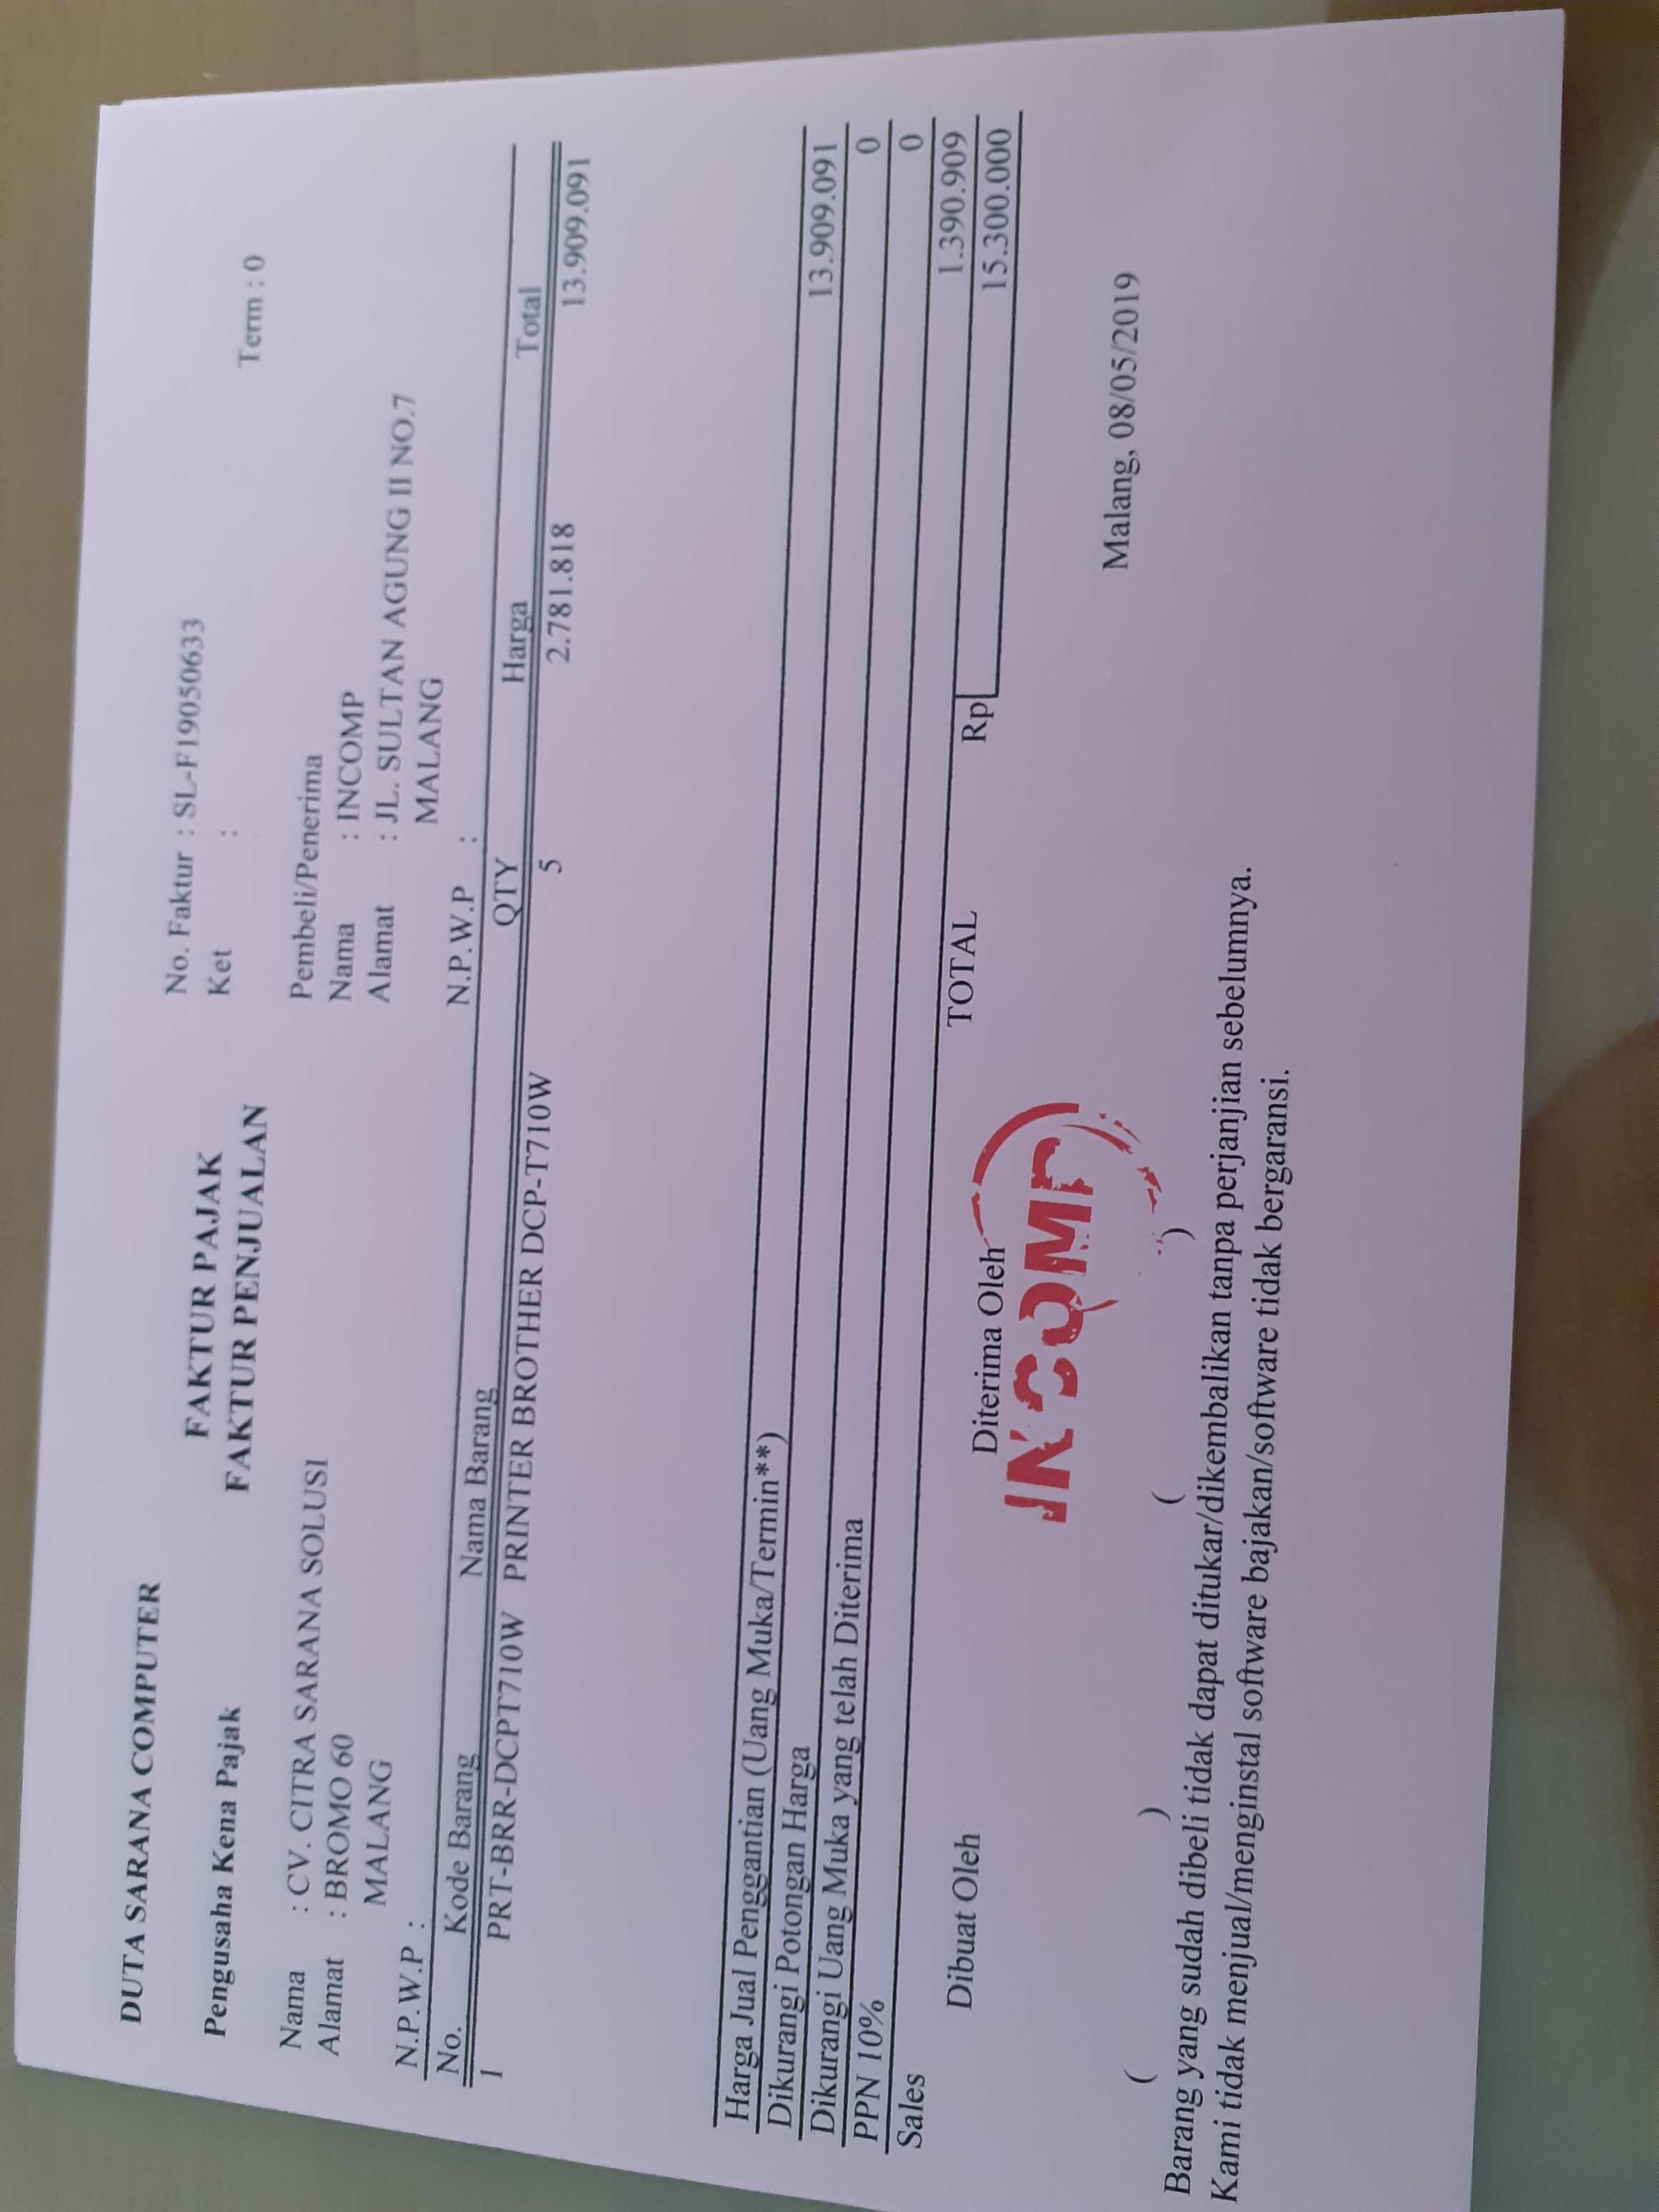 DUTA SARANA COMPUTER
FAKTUR PAJAK
FAKTUR PENJUALAN
No. Faktur : SL-F19050633
Ket :
Term : 0
Pengusaha Kena Pajak
Nama : CV. CITRA SARANA SOLUSI
Alamat : BROMO 60
MALANG
N.P.W.P :
Pembeli/Penerima
Nama : INCOMP
Alamat : JL. SULTAN AGUNG II NO.7
MALANG
N.P.W.P :
No. Kode Barang Nama Barang QTY Harga Total
1 PRT-BRR-DCPT710W PRINTER BROTHER DCP-T710W 5 2.781.818 13.909.091
Harga Jual Penggantian (Uang Muka/Termin**) 13.909.091
Dikurangi Potongan Harga 0
Dikurangi Uang Muka yang telah Diterima 0
PPN 10% 1.390.909
Sales TOTAL Rp 15.300.000
Malang, 08/05/2019
Dibuat Oleh Diterima Oleh
INCOMP
( ) ( )
Barang yang sudah dibeli tidak dapat ditukar/dikembalikan tanpa perjanjian sebelumnya.
Kami tidak menjual/menginstal software bajakan/software tidak bergaransi.